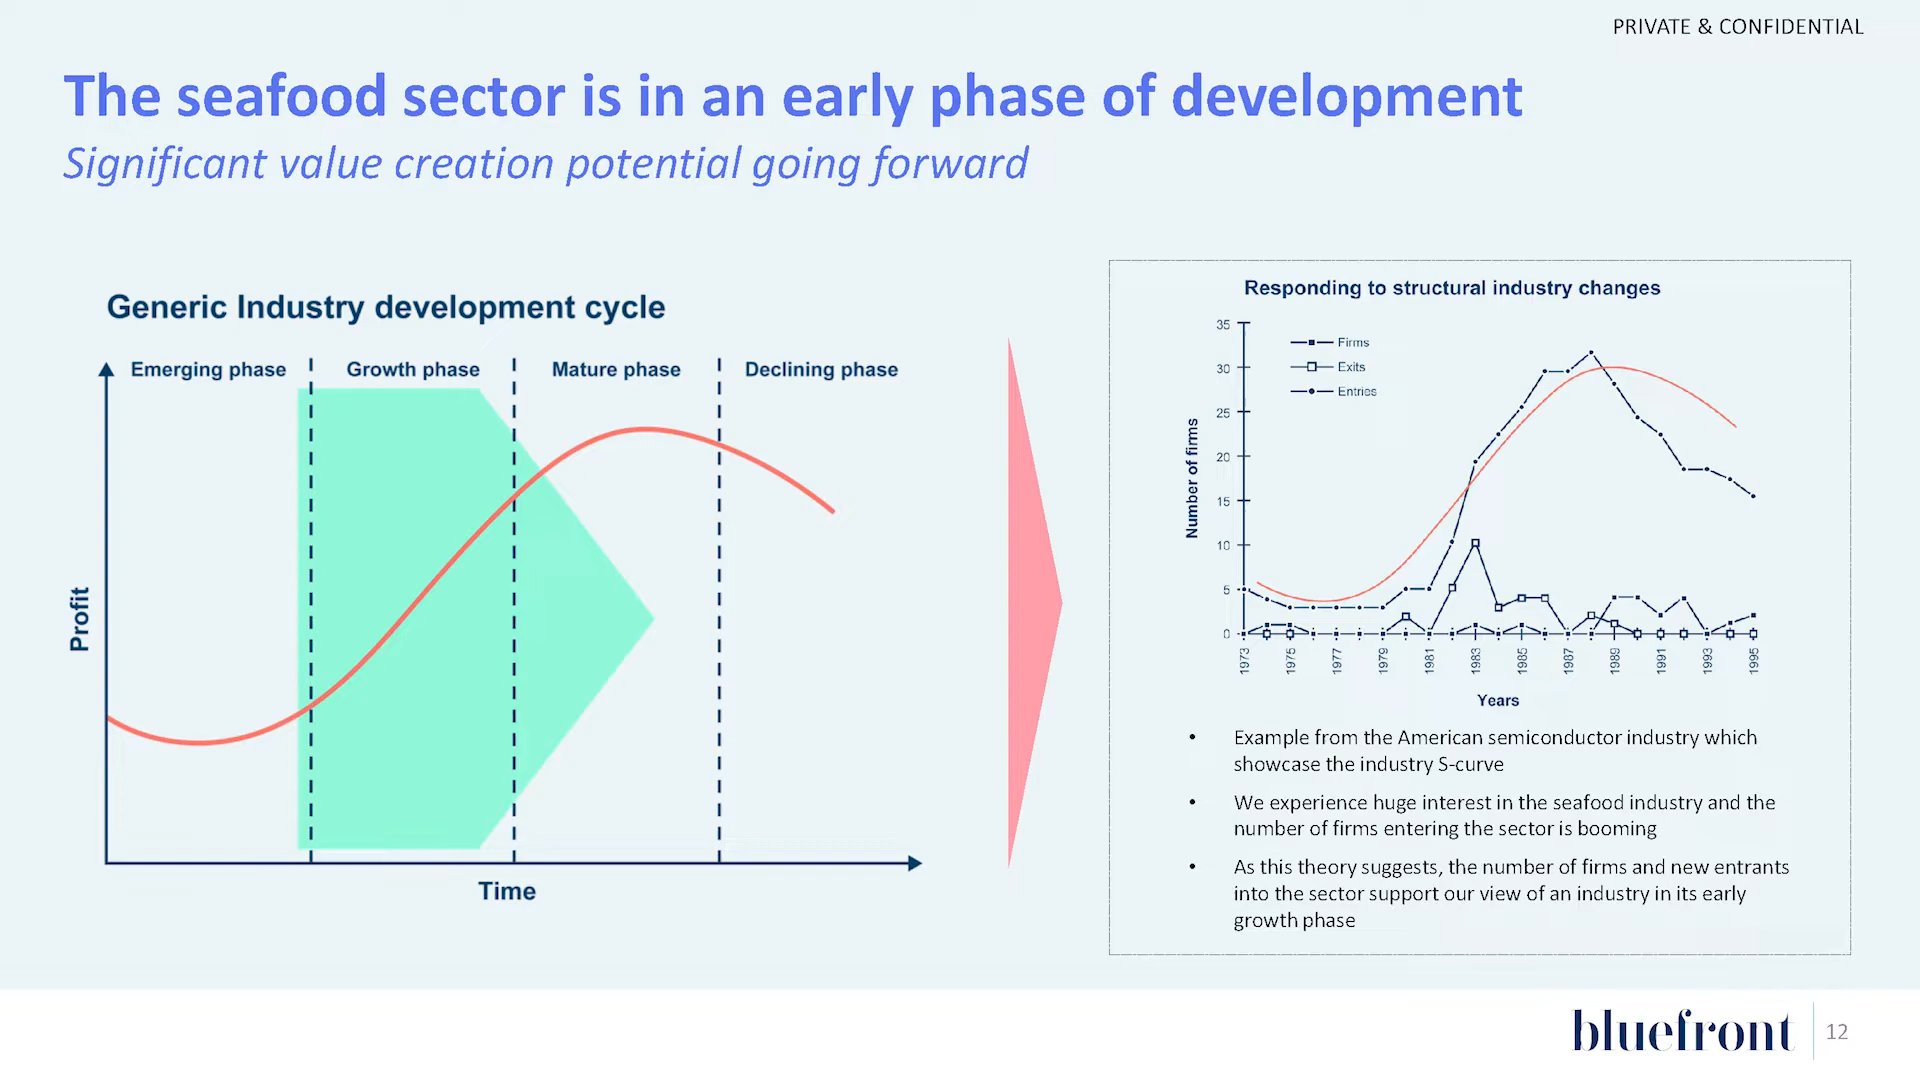 PRIVATE & CONFIDENTIAL
The seafood sector is in an early phase of development
Significant value creation potential going forward
Generic Industry development cycle
Emerging phase
Growth phase
Mature phase
Declining phase
Profit
Time
Responding to structural industry changes
Firms
Exits
Entries
Number of firms
35
30
25
20
15
10
5
0
1973
1975
1977
1979
1981
1983
1985
1987
1989
1991
1993
1995
Years
• Example from the American semiconductor industry which
showcase the industry S-curve
• We experience huge interest in the seafood industry and the
number of firms entering the sector is booming
• As this theory suggests, the number of firms and new entrants
into the sector support our view of an industry in its early
growth phase
bluefront
12